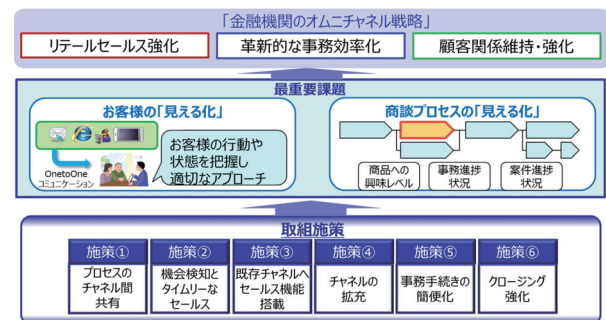 「金融機関のオムニチャネル戦略」
リテールセールス強化
革新的な事務効率化
顧客関係維持・強化
最重要課題
お客様の「見える化」
OnetoOne
コミュニケーション
お客様の行動や
状態を把握し
適切なアプローチ
商談プロセスの「見える化」
商品への
興味レベル
事務進捗
状況
案件進捗
状況
取組施策
施策①
プロセスの
チャネル間
共有
施策②
機会検知と
タイムリーな
セールス
施策③
既存チャネルへ
セールス機能
搭載
施策④
チャネルの
拡充
施策⑤
事務手続きの
簡便化
施策⑥
クロージング
強化